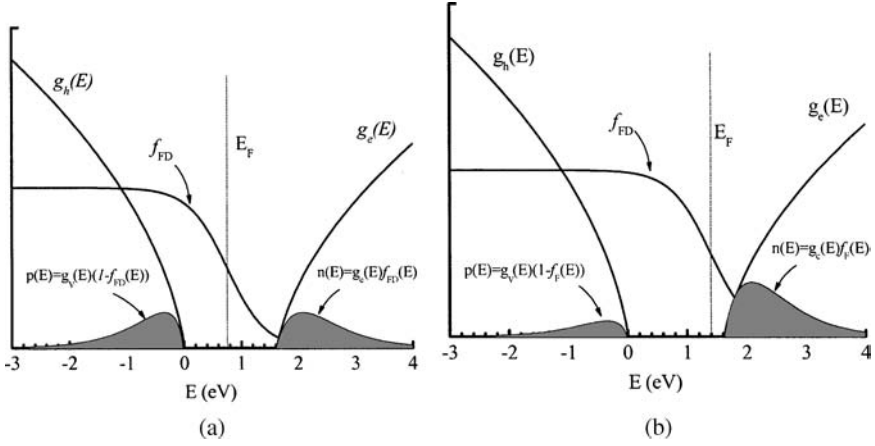 g_h(E)
f_FD
E_F
g_e(E)
p(E)=g_v(E)(1-f_FD(E))
n(E)=g_e(E)f_FD(E)
-3 -2 -1 0 1 2 3 4
E (eV)
(a)
g_h(E)
f_FD
E_F
g_e(E)
p(E)=g_v(E)(1-f_F(E))
n(E)=g_c(E)f_F(E)
-3 -2 -1 0 1 2 3 4
E (eV)
(b)